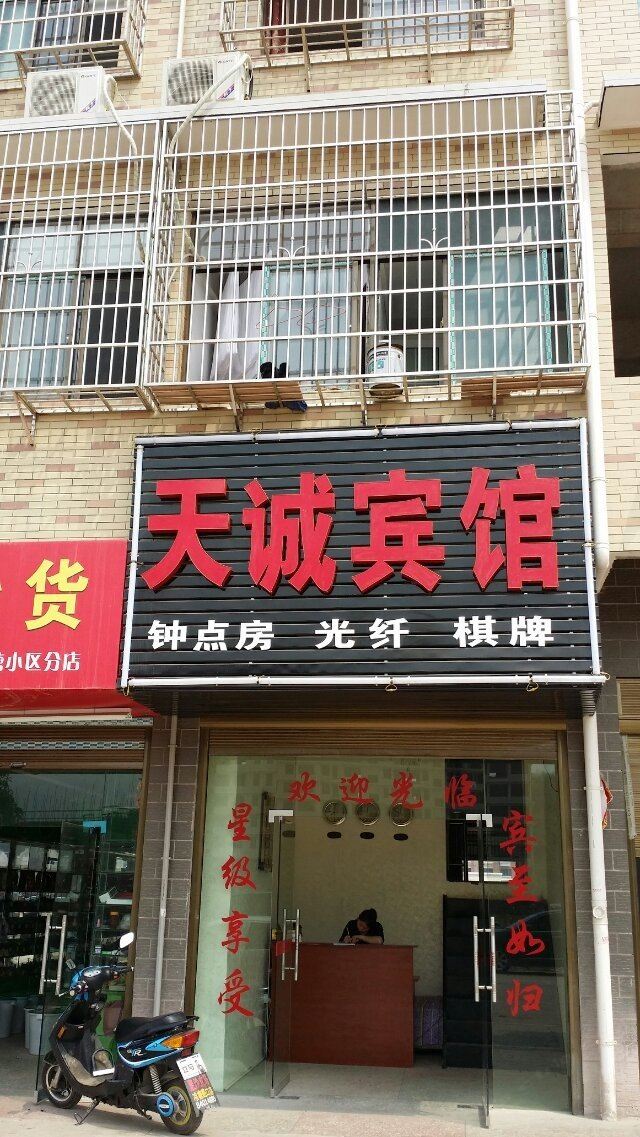 天诚宾馆
钟点房 光纤 棋牌
货
小区分店
欢迎光临
星级享受
宾至如归